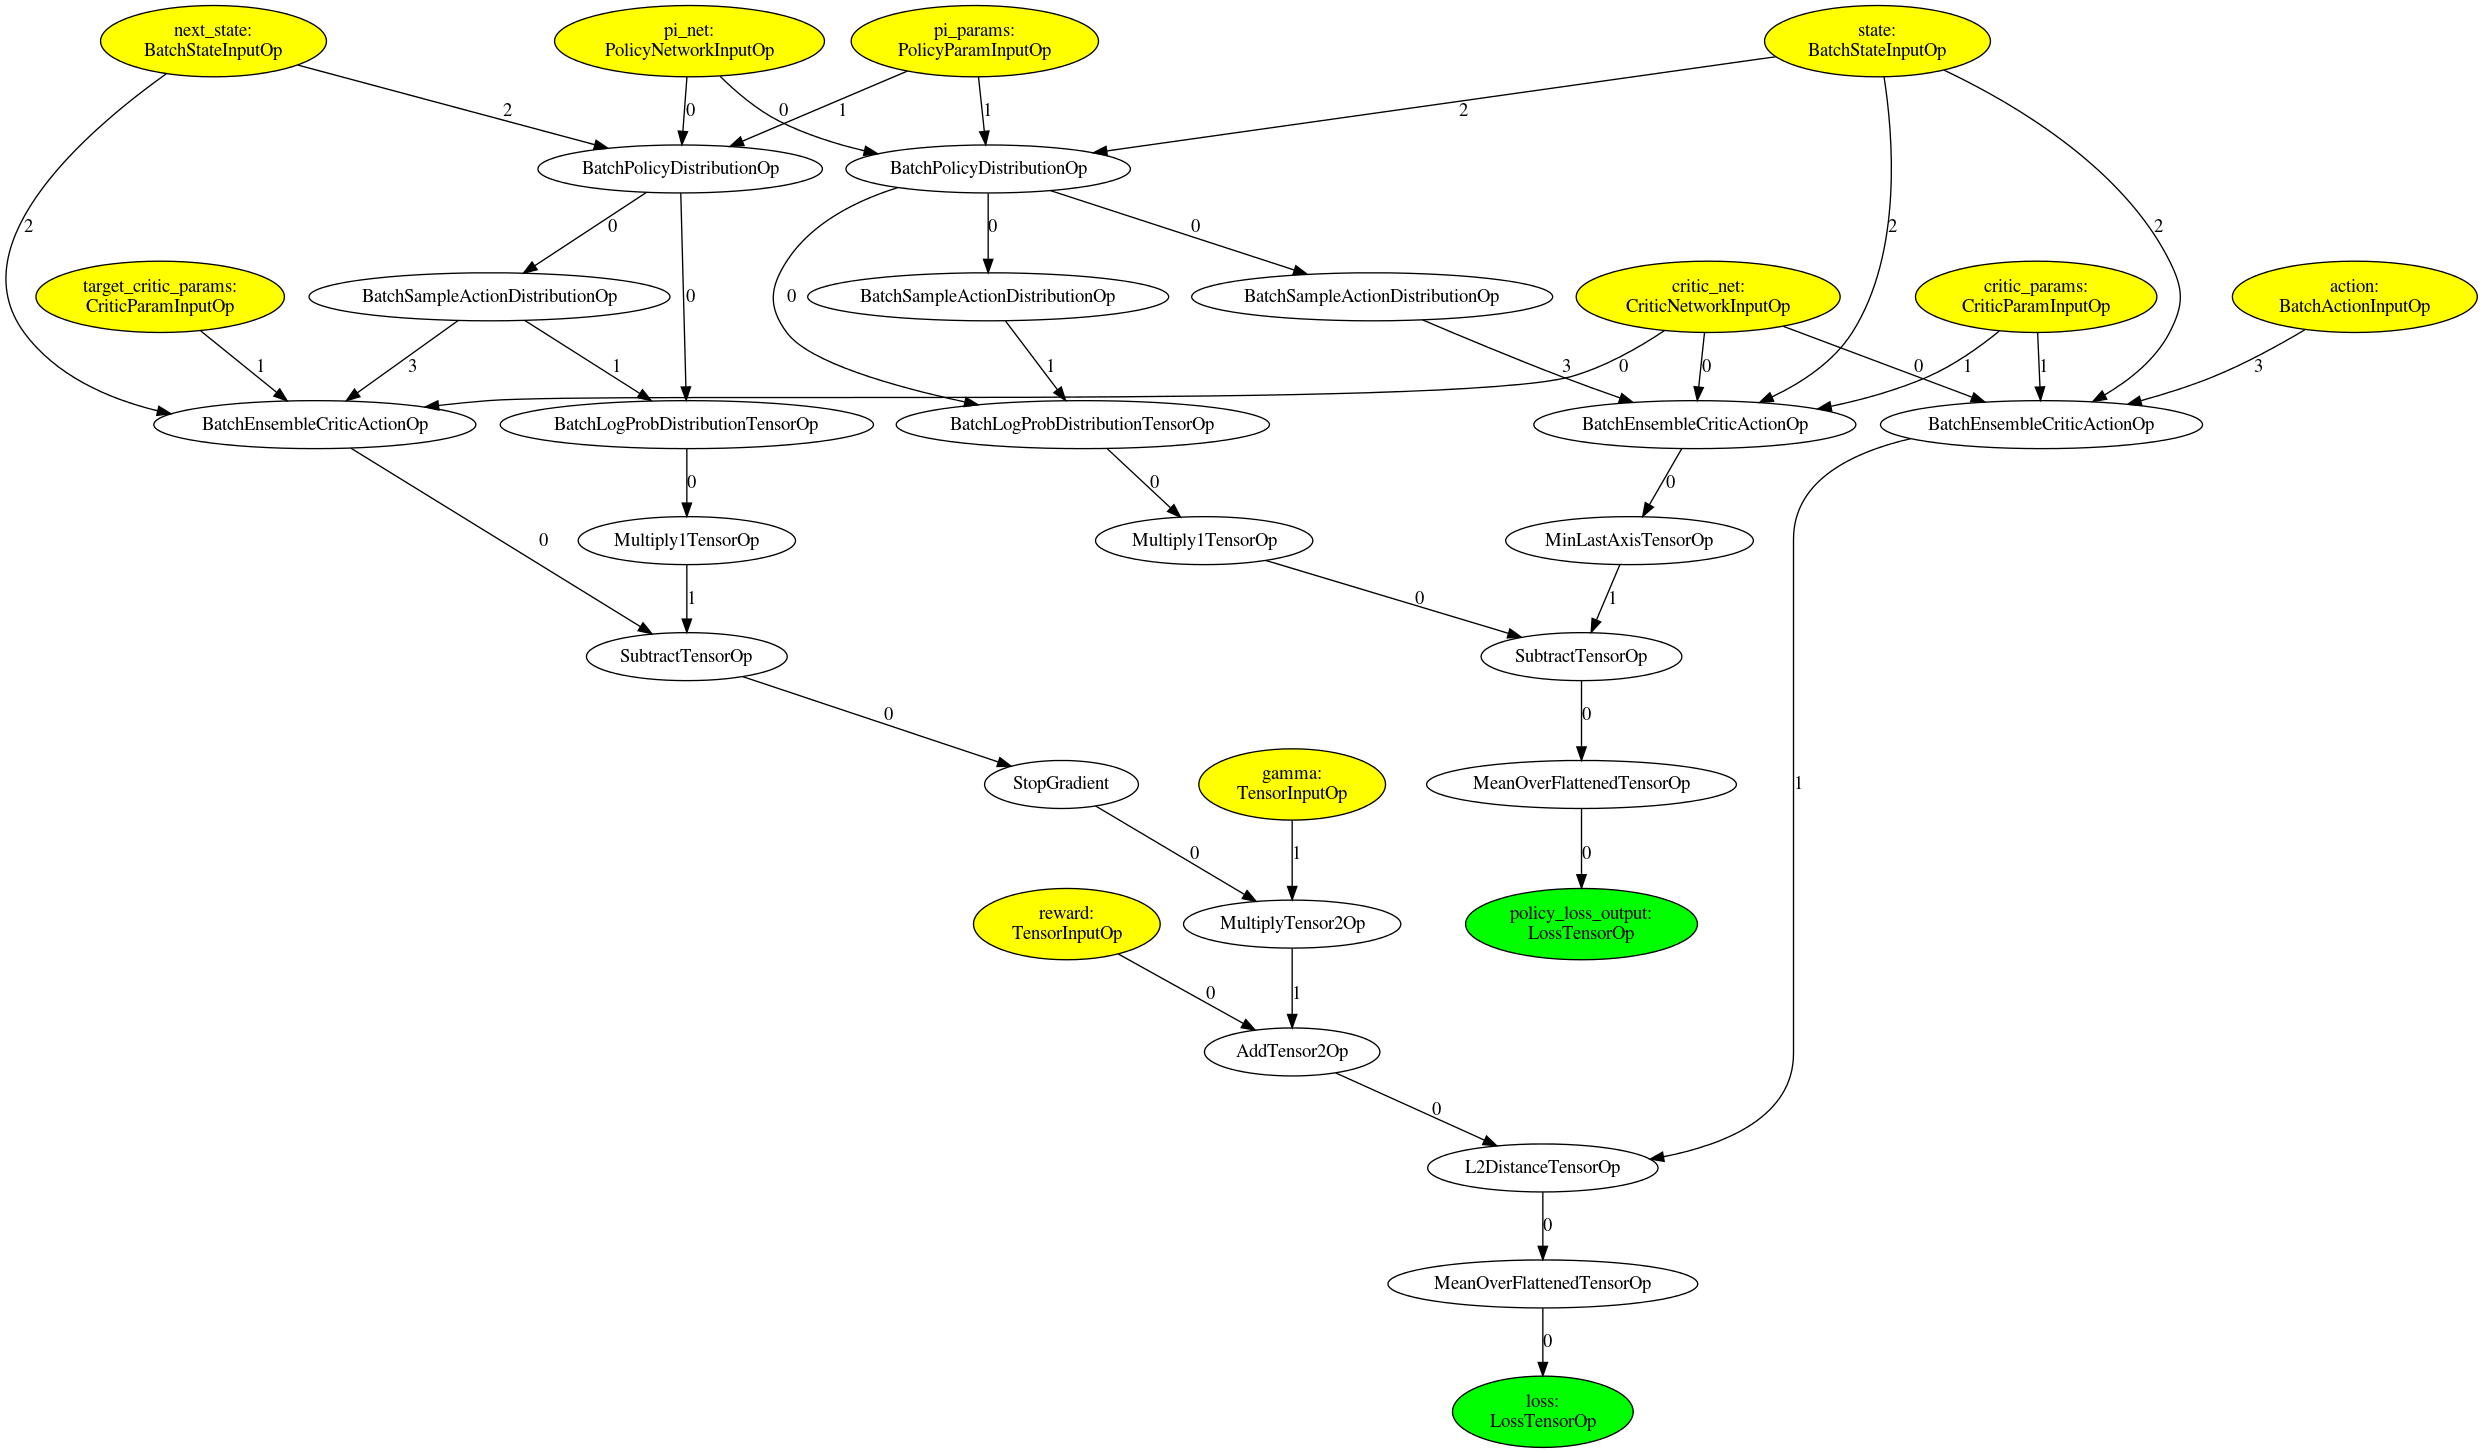 next_state:
BatchStateInputOp
pi_net:
PolicyNetworkInputOp
pi_params:
PolicyParamInputOp
state:
BatchStateInputOp
2
0
0
1
1
2
BatchPolicyDistributionOp
BatchPolicyDistributionOp
2
0
0
0
2
2
target_critic_params:
CriticParamInputOp
BatchSampleActionDistributionOp
0
0
BatchSampleActionDistributionOp
BatchSampleActionDistributionOp
critic_net:
CriticNetworkInputOp
critic_params:
CriticParamInputOp
action:
BatchActionInputOp
1
3
1
1
3
0
0
0
1
1
3
BatchEnsembleCriticActionOp
BatchLogProbDistributionTensorOp
BatchLogProbDistributionTensorOp
BatchEnsembleCriticActionOp
BatchEnsembleCriticActionOp
0
0
0
0
Multiply1TensorOp
Multiply1TensorOp
MinLastAxisTensorOp
1
0
1
SubtractTensorOp
SubtractTensorOp
0
0
StopGradient
gamma:
TensorInputOp
MeanOverFlattenedTensorOp
1
0
1
0
reward:
TensorInputOp
MultiplyTensor2Op
policy_loss_output:
LossTensorOp
0
1
AddTensor2Op
0
L2DistanceTensorOp
0
MeanOverFlattenedTensorOp
0
loss:
LossTensorOp